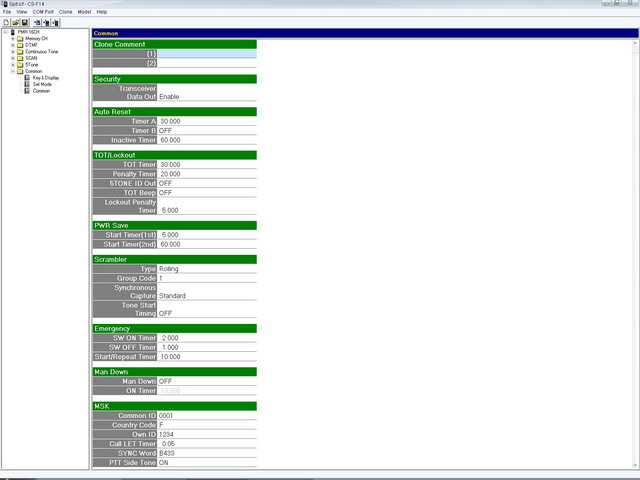 Spit.icf - CS-F14
File View COM Port Clone Model Help
PMR 16CH
Memory CH
DTMF
Continuous Tone
SCAN
5Tone
Common
Key & Display
Set Mode
Common
Common
Clone Comment
(1)
(2)
Security
Transceiver
Data Out Enable
Auto Reset
Timer A 30.000
Timer B OFF
Inactive Timer 60.000
TOT/Lockout
TOT Timer 30.000
Penalty Timer 20.000
5TONE ID Out OFF
TOT Beep OFF
Lockout Penalty
Timer 5.000
PWR Save
Start Timer(1st) 5.000
Start Timer(2nd) 60.000
Scrambler
Type Rolling
Group Code 1
Synchronous
Capture Standard
Tone Start
Timing OFF
Emergency
SW ON Timer 2.000
SW OFF Timer 1.000
Start/Repeat Timer 10.000
Man Down
Man Down OFF
ON Timer 10.000
MSK
Common ID 0001
Country Code F
Own ID 1234
Call LET Timer 0.05
SYNC Word B433
PTT Side Tone ON